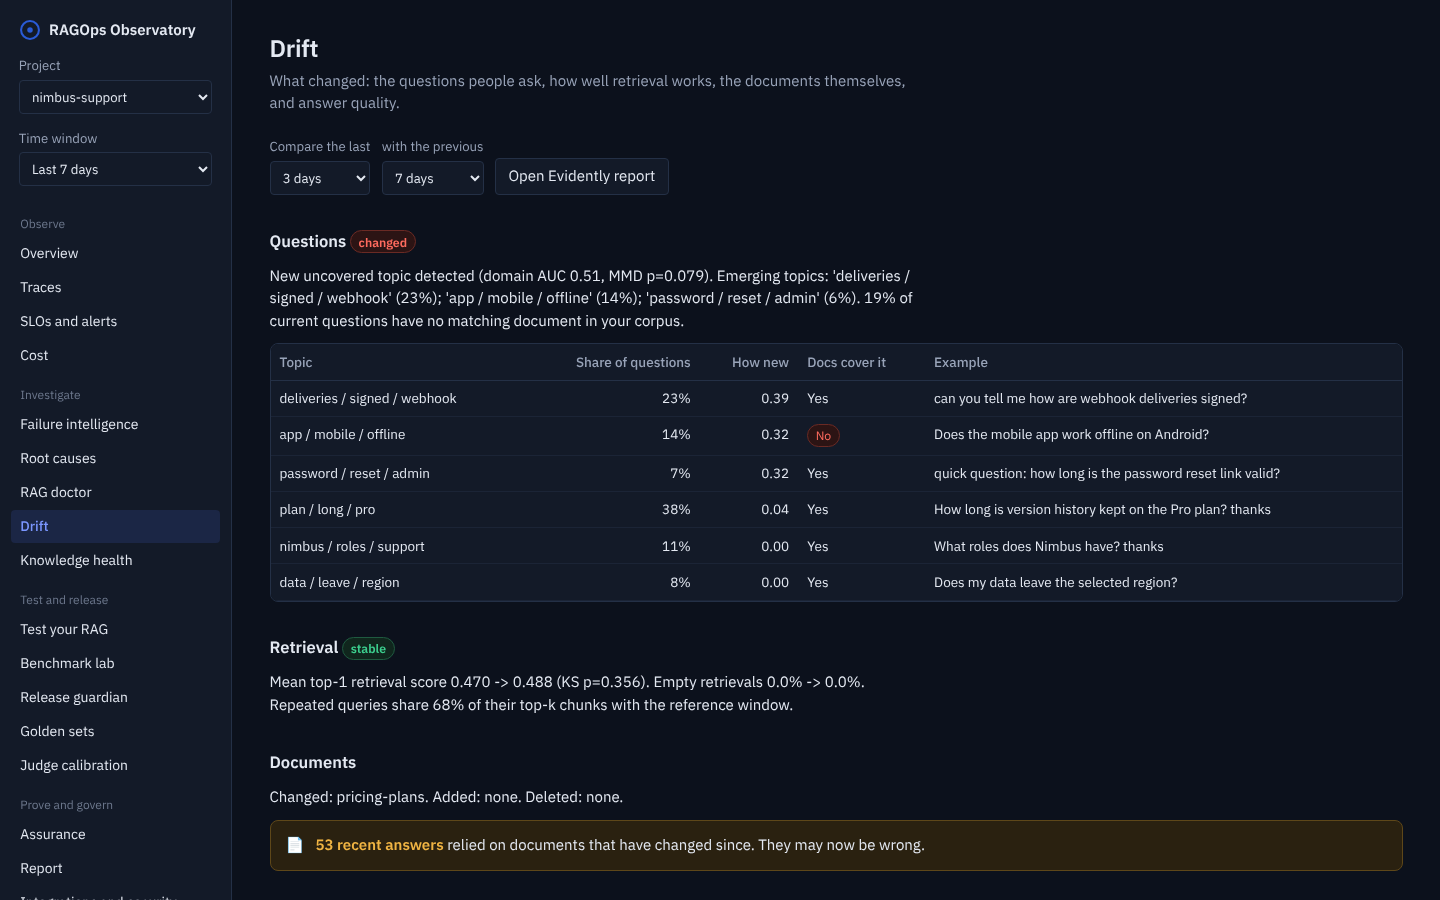 RAGOps Observatory
Project
nimbus-support
Time window
Last 7 days
Observe
Overview
Traces
SLOs and alerts
Cost
Investigate
Failure intelligence
Root causes
RAG doctor
Drift
Knowledge health
Test and release
Test your RAG
Benchmark lab
Release guardian
Golden sets
Judge calibration
Prove and govern
Assurance
Report
Drift
What changed: the questions people ask, how well retrieval works, the documents themselves,
and answer quality.
Compare the last with the previous
3 days 7 days Open Evidently report
Questions changed
New uncovered topic detected (domain AUC 0.51, MMD p=0.079). Emerging topics: 'deliveries /
signed / webhook' (23%); 'app / mobile / offline' (14%); 'password / reset / admin' (6%). 19% of
current questions have no matching document in your corpus.
Topic Share of questions How new Docs cover it Example
deliveries / signed / webhook 23% 0.39 Yes can you tell me how are webhook deliveries signed?
app / mobile / offline 14% 0.32 No Does the mobile app work offline on Android?
password / reset / admin 7% 0.32 Yes quick question: how long is the password reset link valid?
plan / long / pro 38% 0.04 Yes How long is version history kept on the Pro plan? thanks
nimbus / roles / support 11% 0.00 Yes What roles does Nimbus have? thanks
data / leave / region 8% 0.00 Yes Does my data leave the selected region?
Retrieval stable
Mean top-1 retrieval score 0.470 -> 0.488 (KS p=0.356). Empty retrievals 0.0% -> 0.0%.
Repeated queries share 68% of their top-k chunks with the reference window.
Documents
Changed: pricing-plans. Added: none. Deleted: none.
53 recent answers relied on documents that have changed since. They may now be wrong.